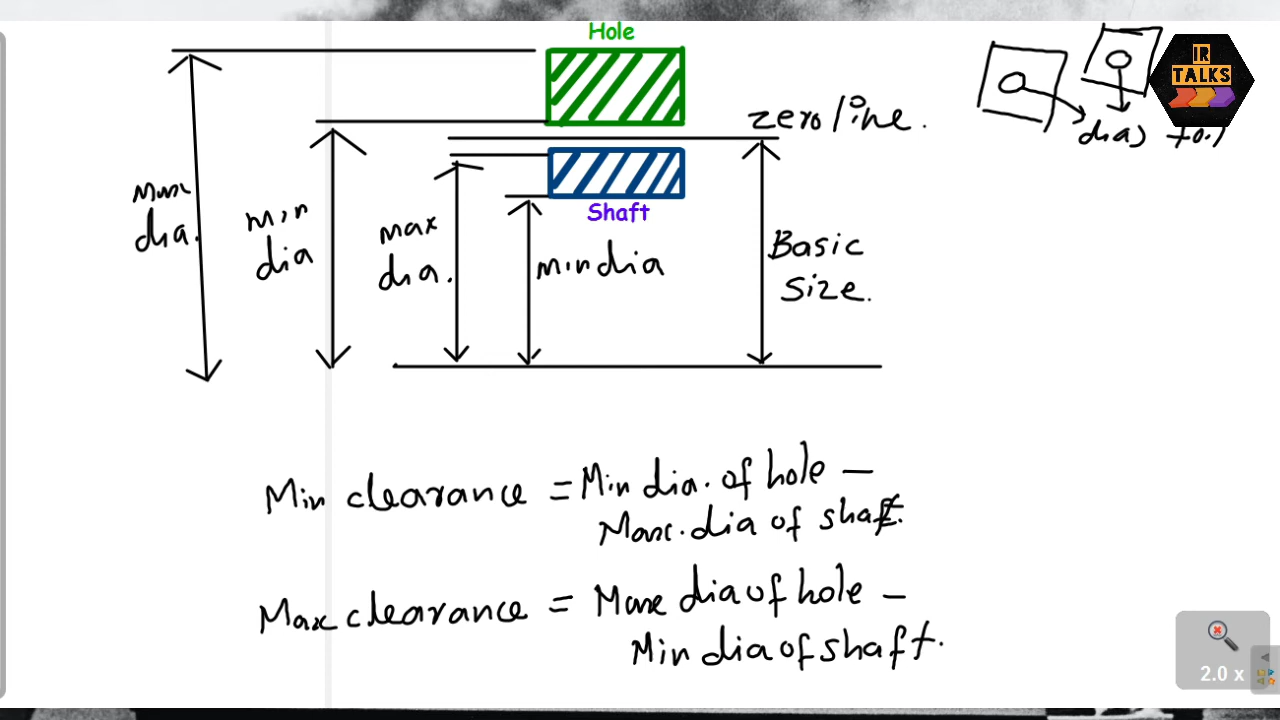 Hole
IR
TALKS
zero line.
dia)
Shaft
Max
dia.
min
dia
max
dia.
min dia
Basic
Size.
Min clearance = Min dia. of hole –
Max. dia of shaft.
Max clearance = Max dia of hole –
Min dia of shaft.
2.0 x